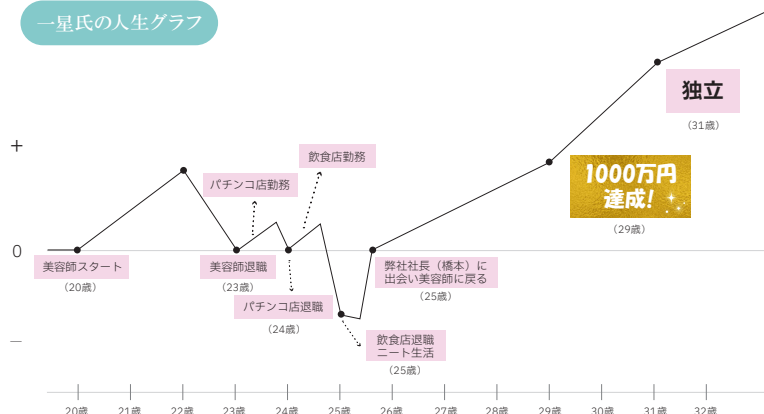 一星氏の人生グラフ
+
0
—
美容師スタート
（20歳）
美容師退職
（23歳）
パチンコ店勤務
パチンコ店退職
（24歳）
飲食店勤務
飲食店退職
ニート生活
（25歳）
弊社社長（橋本）に
出会い美容師に戻る
（25歳）
1000万円
達成!
（29歳）
独立
（31歳）
20歳 21歳 22歳 23歳 24歳 25歳 26歳 27歳 28歳 29歳 30歳 31歳 32歳